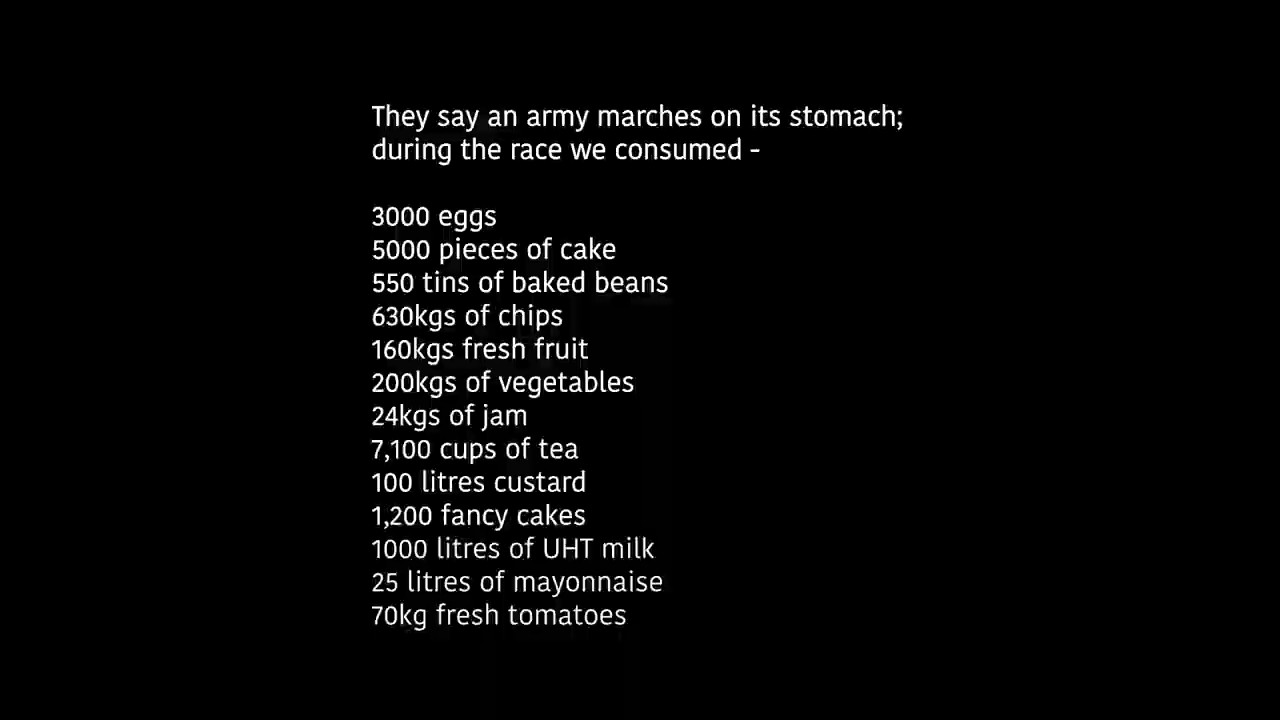 They say an army marches on its stomach;
during the race we consumed -
3000 eggs
5000 pieces of cake
550 tins of baked beans
630kgs of chips
160kgs fresh fruit
200kgs of vegetables
24kgs of jam
7,100 cups of tea
100 litres custard
1,200 fancy cakes
1000 litres of UHT milk
25 litres of mayonnaise
70kg fresh tomatoes